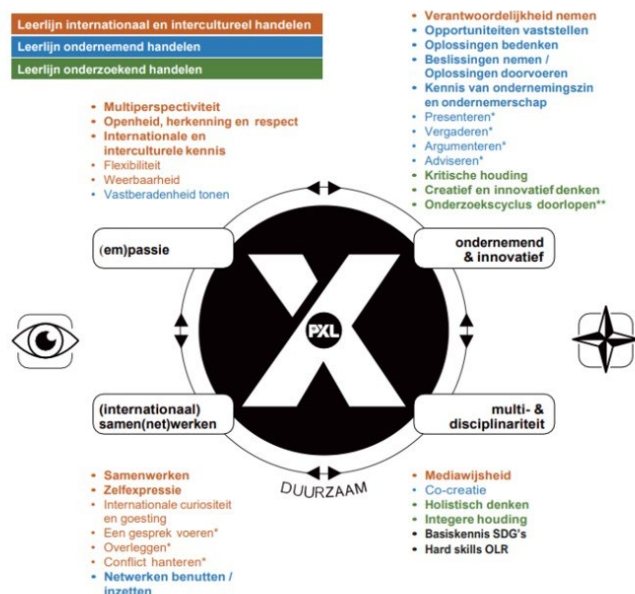 Leerlijn internationaal en intercultureel handelen
Leerlijn ondernemend handelen
Leerlijn onderzoekend handelen
• Verantwoordelijkheid nemen
• Opportuniteiten vaststellen
• Oplossingen bedenken
• Beslissingen nemen /
Oplossingen doorvoeren
• Kennis van ondernemingszin
en ondernemerschap
• Presenteren*
• Vergaderen*
• Argumenteren*
• Adviseren*
• Kritische houding
• Creatief en innovatief denken
• Onderzoekscyclus doorlopen**
• Multiperspectiviteit
• Openheid, herkenning en respect
• Internationale en
interculturele kennis
• Flexibiliteit
• Weerbaarheid
• Vastberadenheid tonen
(em)passie
ondernemend
& innovatief
PXL
(internationaal)
samen(net)werken
multi- &
disciplinariteit
DUURZAAM
• Samenwerken
• Zelfexpressie
• Internationale curiositeit
en goesting
• Een gesprek voeren*
• Overleggen*
• Conflict hanteren*
• Netwerken benutten /
inzetten
• Mediawijsheid
• Co-creatie
• Holistisch denken
• Integere houding
• Basiskennis SDG's
• Hard skills OLR